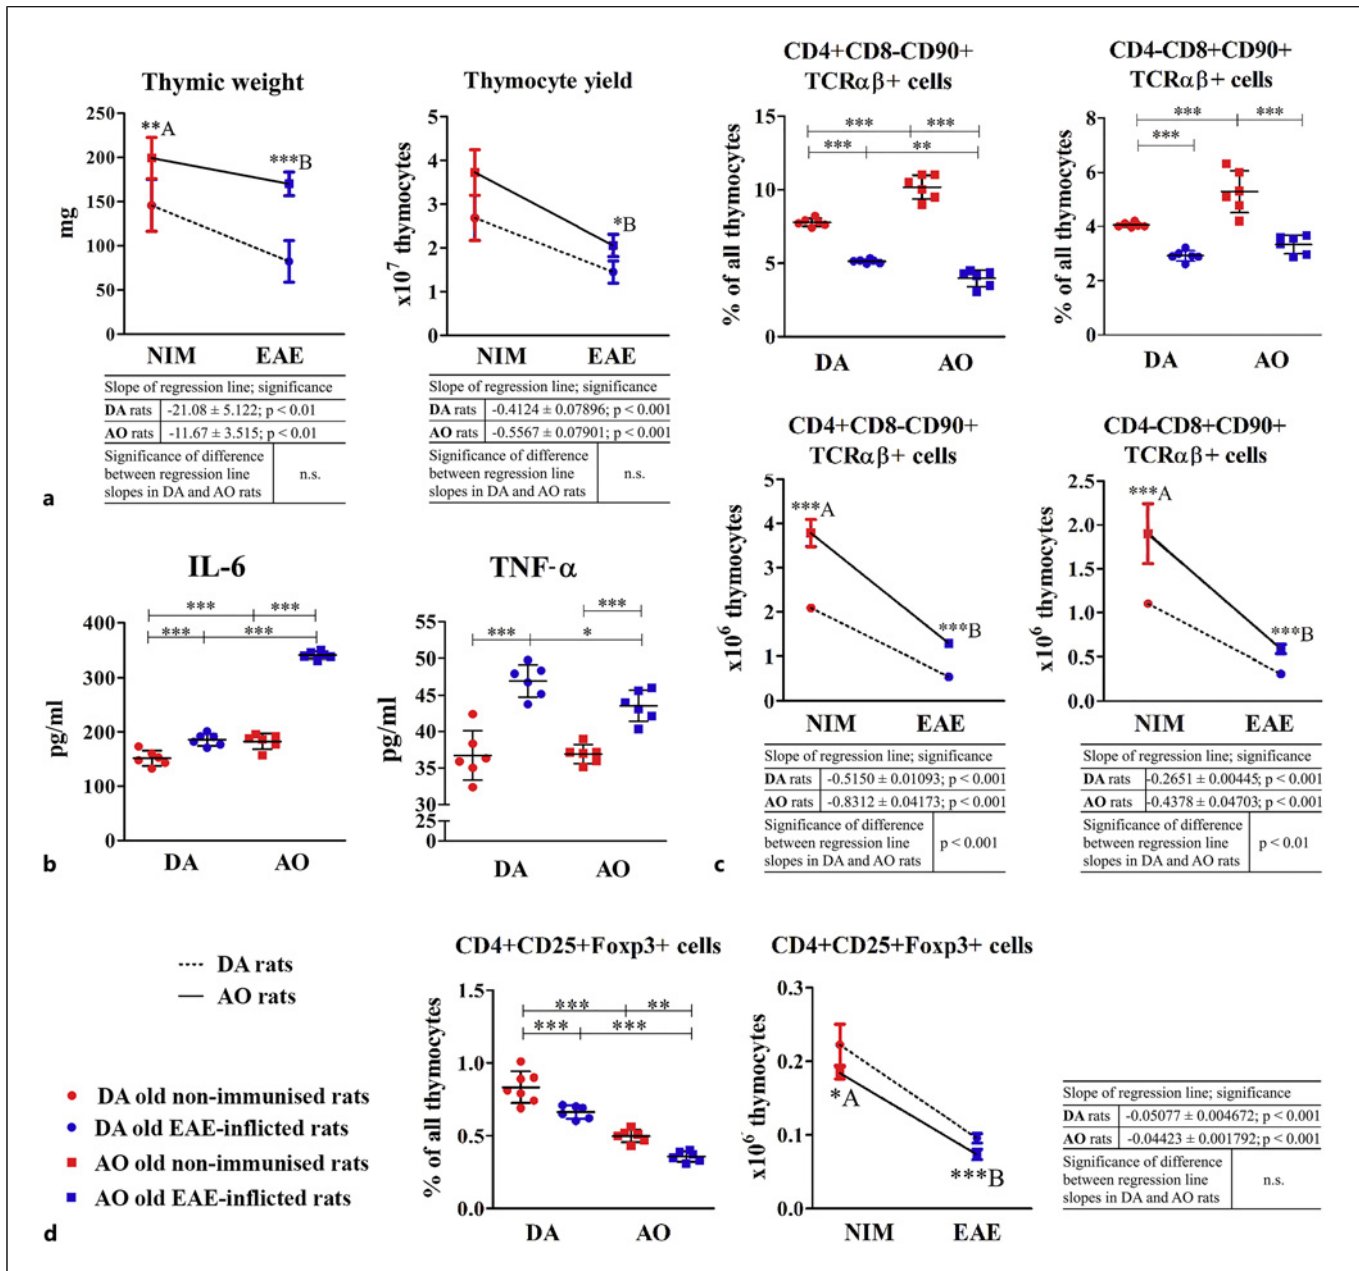 Thymic weight
250
200
150
100
50
0
mg
**A
***B
NIM EAE
Slope of regression line; significance
DA rats -21.08 ± 5.122; p < 0.01
AO rats -11.67 ± 3.515; p < 0.01
Significance of difference
between regression line
slopes in DA and AO rats
n.s.
a
Thymocyte yield
5
4
3
2
1
0
x10⁷ thymocytes
*B
NIM EAE
Slope of regression line; significance
DA rats -0.4124 ± 0.07896; p < 0.001
AO rats -0.5567 ± 0.07901; p < 0.001
Significance of difference
between regression line
slopes in DA and AO rats
n.s.
CD4+CD8-CD90+
TCRαβ+ cells
15
10
5
0
% of all thymocytes
*** ***
*** **
DA AO
CD4-CD8+CD90+
TCRαβ+ cells
8
6
4
2
0
% of all thymocytes
*** ***
***
DA AO
IL-6
400
300
200
100
0
pg/ml
*** ***
*** ***
DA AO
b
TNF-α
55
50
45
40
35
30
25
0
pg/ml
***
*** *
DA AO
CD4+CD8-CD90+
TCRαβ+ cells
5
4
3
2
1
0
x10⁶ thymocytes
***A
***B
NIM EAE
Slope of regression line; significance
DA rats -0.5150 ± 0.01093; p < 0.001
AO rats -0.8312 ± 0.04173; p < 0.001
Significance of difference
between regression line
slopes in DA and AO rats
p < 0.001
c
CD4-CD8+CD90+
TCRαβ+ cells
2.5
2.0
1.5
1.0
0.5
0.0
x10⁶ thymocytes
***A
***B
NIM EAE
Slope of regression line; significance
DA rats -0.2651 ± 0.00445; p < 0.001
AO rats -0.4378 ± 0.04703; p < 0.001
Significance of difference
between regression line
slopes in DA and AO rats
p < 0.01
DA rats
AO rats
DA old non-immunised rats
DA old EAE-inflicted rats
AO old non-immunised rats
AO old EAE-inflicted rats
d
CD4+CD25+Foxp3+ cells
1.5
1.0
0.5
0.0
% of all thymocytes
*** **
*** ***
DA AO
CD4+CD25+Foxp3+ cells
0.3
0.2
0.1
0.0
x10⁶ thymocytes
*A
***B
NIM EAE
Slope of regression line; significance
DA rats -0.05077 ± 0.004672; p < 0.001
AO rats -0.04423 ± 0.001792; p < 0.001
Significance of difference
between regression line
slopes in DA and AO rats
n.s.